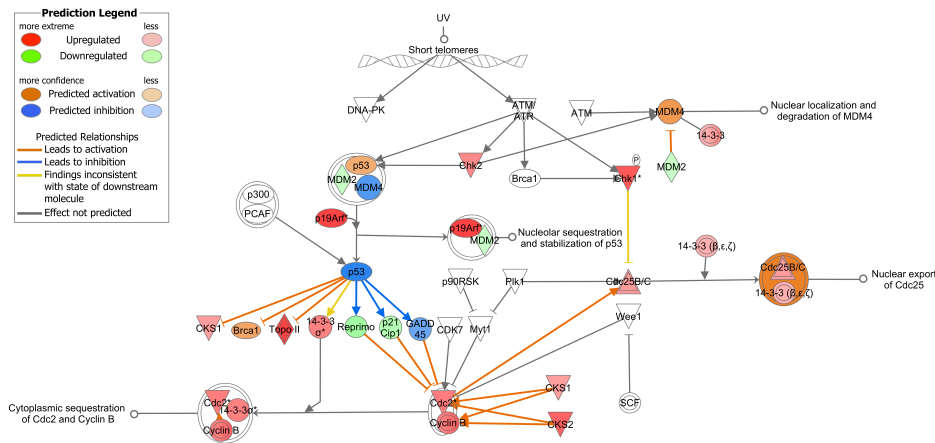 Prediction Legend
more extreme less
Upregulated
Downregulated
more confidence less
Predicted activation
Predicted inhibition
Predicted Relationships
Leads to activation
Leads to inhibition
Findings inconsistent
with state of downstream
molecule
Effect not predicted
UV
Short telomeres
DNA-PK
ATM/
ATR
ATM
MDM4
Nuclear localization and
degradation of MDM4
14-3-3
p53
MDM2
MDM4
Chk2
Brca1
P
Chk1*
MDM2
p300
PCAF
p19Arf*
p19Arf*
MDM2
Nucleolar sequestration
and stabilization of p53
14-3-3 (β,ε,ζ)
p53
p90RSK
Plk1
Cdc25B/C
Cdc25B/C
14-3-3 (β,ε,ζ)
Nuclear export
of Cdc25
CKS1
Brca1
Topo II
14-3-3
σ*
Reprimo
p21
Cip1
GADD
45
CDK7
Myt1
Wee1
CKS1
SCF
Cytoplasmic sequestration
of Cdc2 and Cyclin B
Cdc2*
14-3-3σ*
Cyclin B
Cdc2*
Cyclin B
CKS2